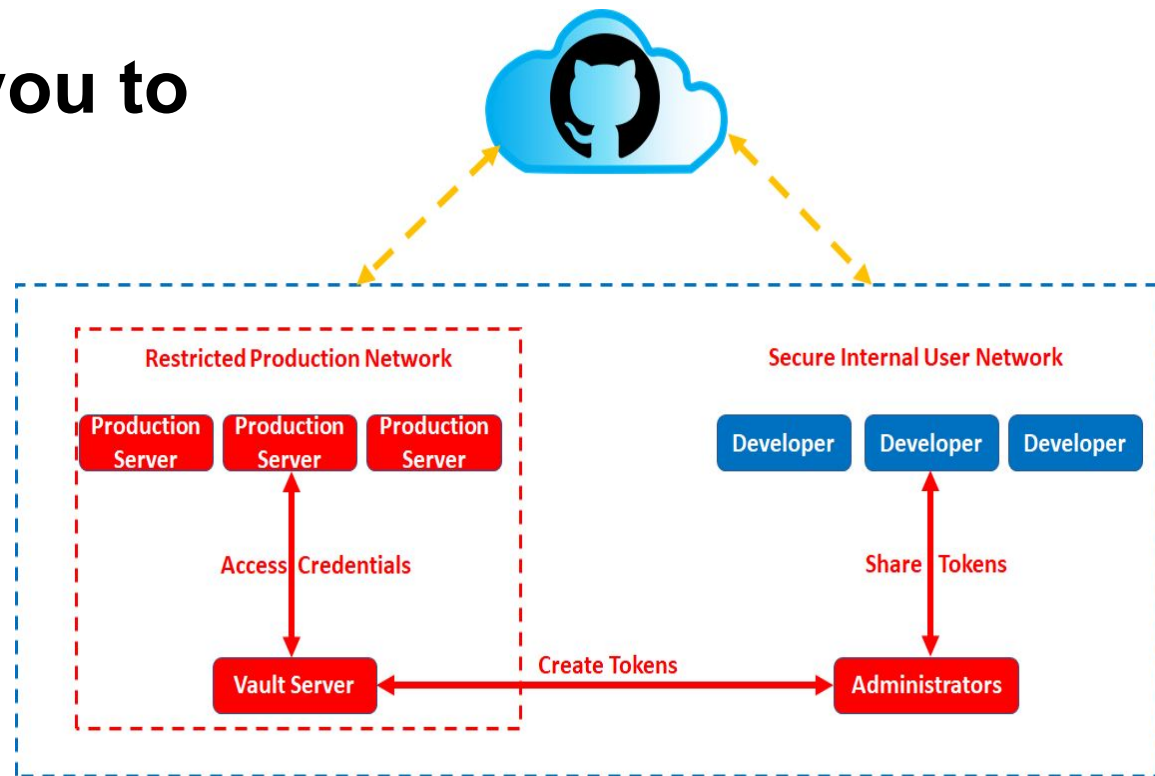 you to
Restricted Production Network
Secure Internal User Network
Production
Server
Production
Server
Production
Server
Developer
Developer
Developer
Access Credentials
Share Tokens
Create Tokens
Vault Server
Administrators